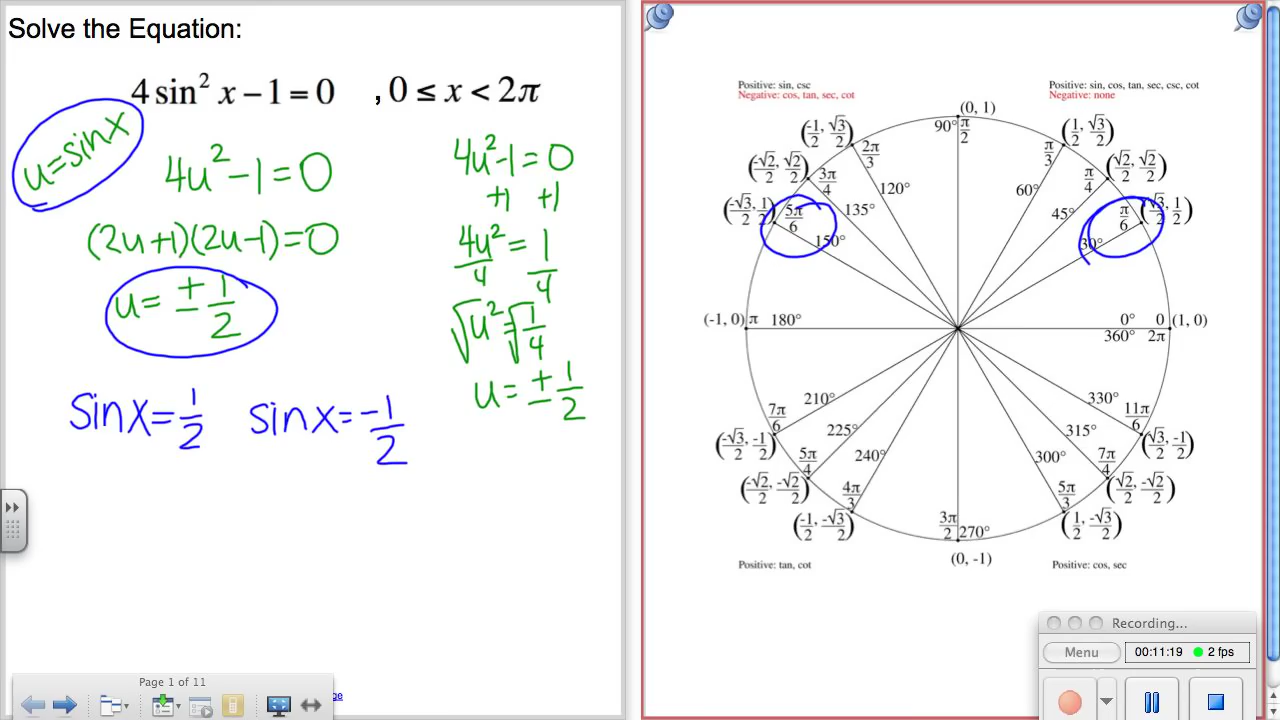 Solve the Equation:
4 sin² x − 1 = 0 , 0 ≤ x < 2π
u = sin x
4u² − 1 = 0
(2u+1)(2u−1) = 0
u = ± 1/2
4u² − 1 = 0
+1 +1
4u² = 1
4 4
√u² = √1/4
u = ± 1/2
sin x = 1/2 sin x = −1/2
Positive: sin, csc
Negative: cos, tan, sec, cot
Positive: sin, cos, tan, sec, csc, cot
Negative: none
(0, 1)
90° π/2
(-1/2, √3/2) 2π/3 120°
(-√2/2, √2/2) 3π/4 135°
(-√3/2, 1/2) 5π/6 150°
60° π/3 (1/2, √3/2)
45° π/4 (√2/2, √2/2)
30° π/6 (√3/2, 1/2)
(-1, 0) π 180°
0° 0 (1, 0)
360° 2π
210° 7π/6 (-√3/2, -1/2)
225° 5π/4 (-√2/2, -√2/2)
240° 4π/3 (-1/2, -√3/2)
330° 11π/6 (√3/2, -1/2)
315° 7π/4 (√2/2, -√2/2)
300° 5π/3 (1/2, -√3/2)
3π/2 270°
(0, -1)
Positive: tan, cot
Positive: cos, sec
Recording...
Menu 00:11:19 2 fps
Page 1 of 11